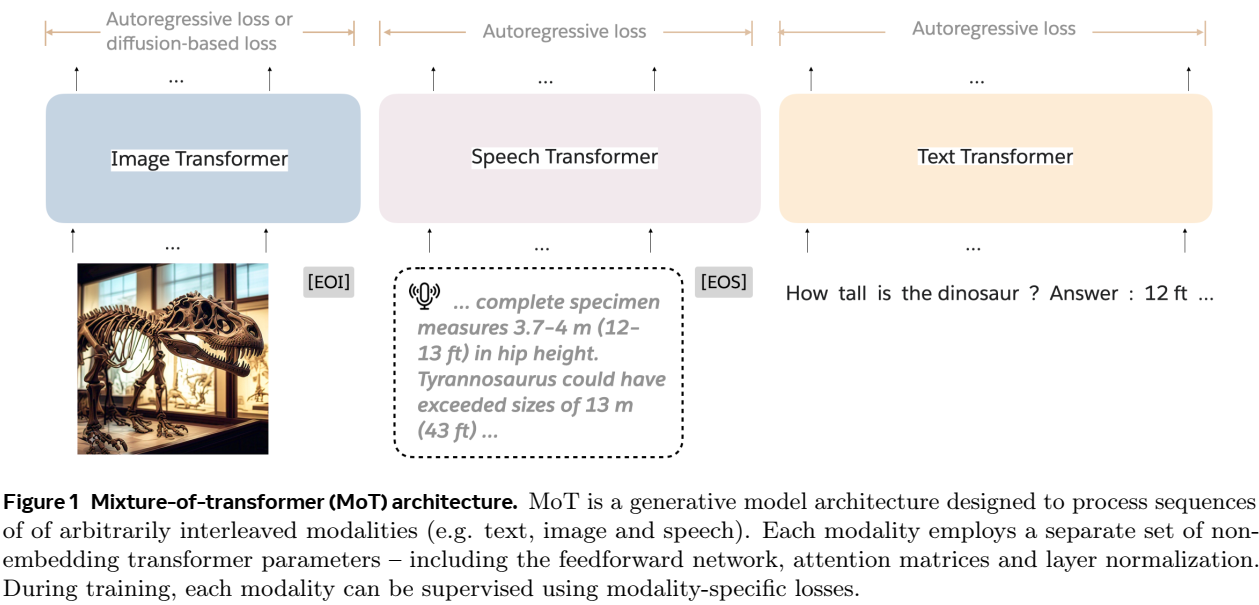 Autoregressive loss or
diffusion-based loss
Autoregressive loss
Autoregressive loss
...
...
...
Image Transformer
Speech Transformer
Text Transformer
...
...
...
[EOI]
... complete specimen
measures 3.7–4 m (12–
13 ft) in hip height.
Tyrannosaurus could have
exceeded sizes of 13 m
(43 ft) ...
[EOS]
How tall is the dinosaur ? Answer : 12 ft ...
Figure 1 Mixture-of-transformer (MoT) architecture. MoT is a generative model architecture designed to process sequences
of of arbitrarily interleaved modalities (e.g. text, image and speech). Each modality employs a separate set of non-
embedding transformer parameters – including the feedforward network, attention matrices and layer normalization.
During training, each modality can be supervised using modality-specific losses.